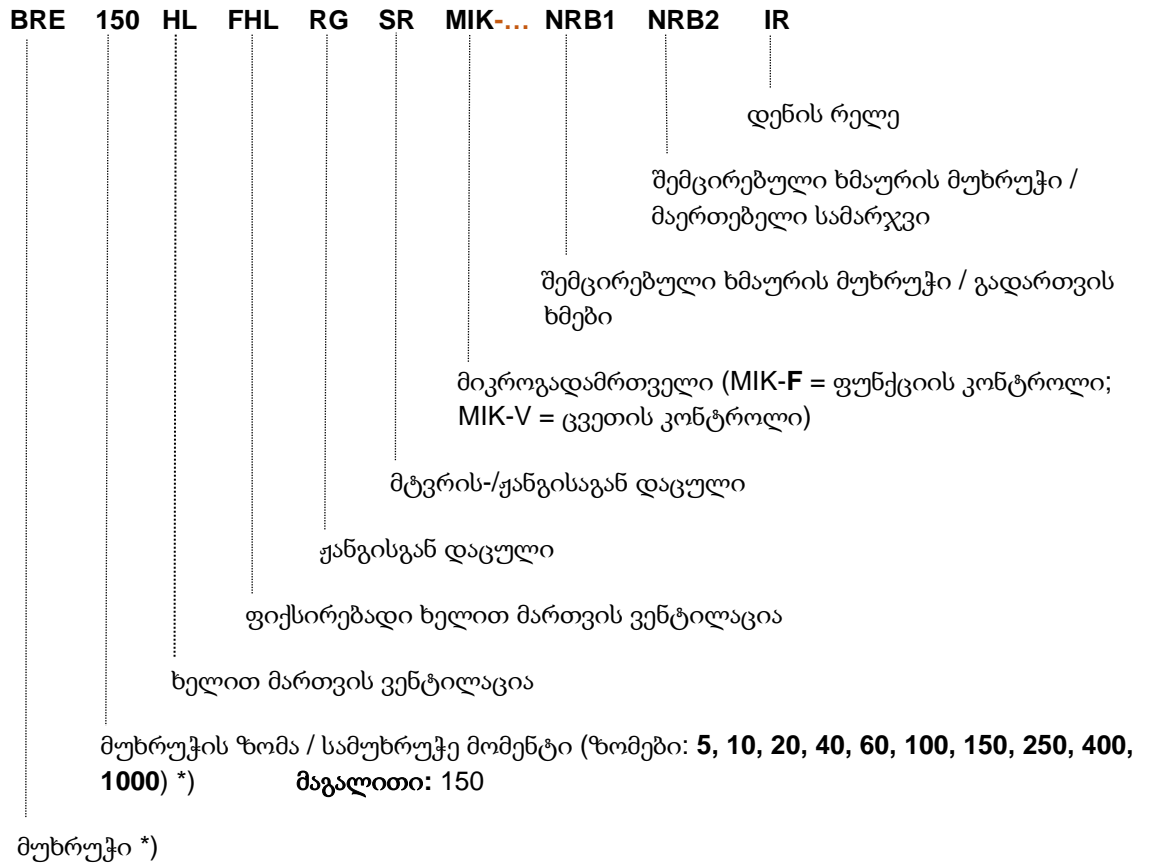 BRE 150 HL FHL RG SR MIK-... NRB1 NRB2 IR
დენის რელე
შემცირებული ხმაურის მუხრუჭი /
მაერთებელი სამარჯვი
შემცირებული ხმაურის მუხრუჭი / გადართვის
ხმები
მიკროგადამრთველი (MIK-F = ფუნქციის კონტროლი;
MIK-V = ცვეთის კონტროლი)
მტვრის-/ჟანგისაგან დაცული
ჟანგისგან დაცული
ფიქსირებადი ხელით მართვის ვენტილაცია
ხელით მართვის ვენტილაცია
მუხრუჭის ზომა / სამუხრუჭე მომენტი (ზომები: 5, 10, 20, 40, 60, 100, 150, 250, 400,
1000) *) მაგალითი: 150
მუხრუჭი *)